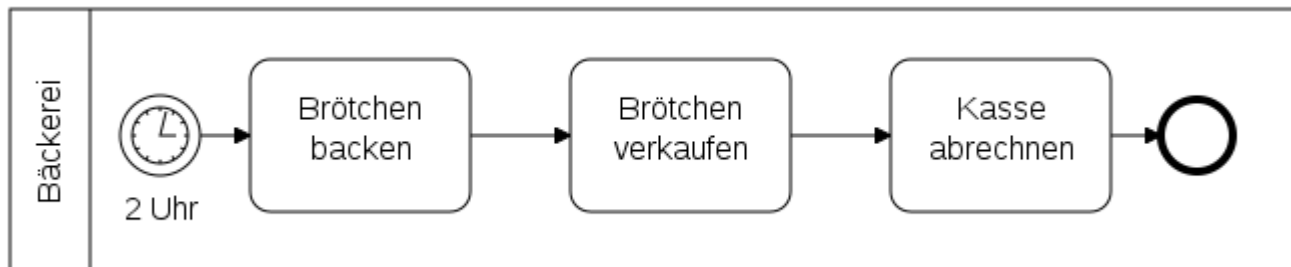 Bäckerei
2 Uhr
Brötchen
backen
Brötchen
verkaufen
Kasse
abrechnen